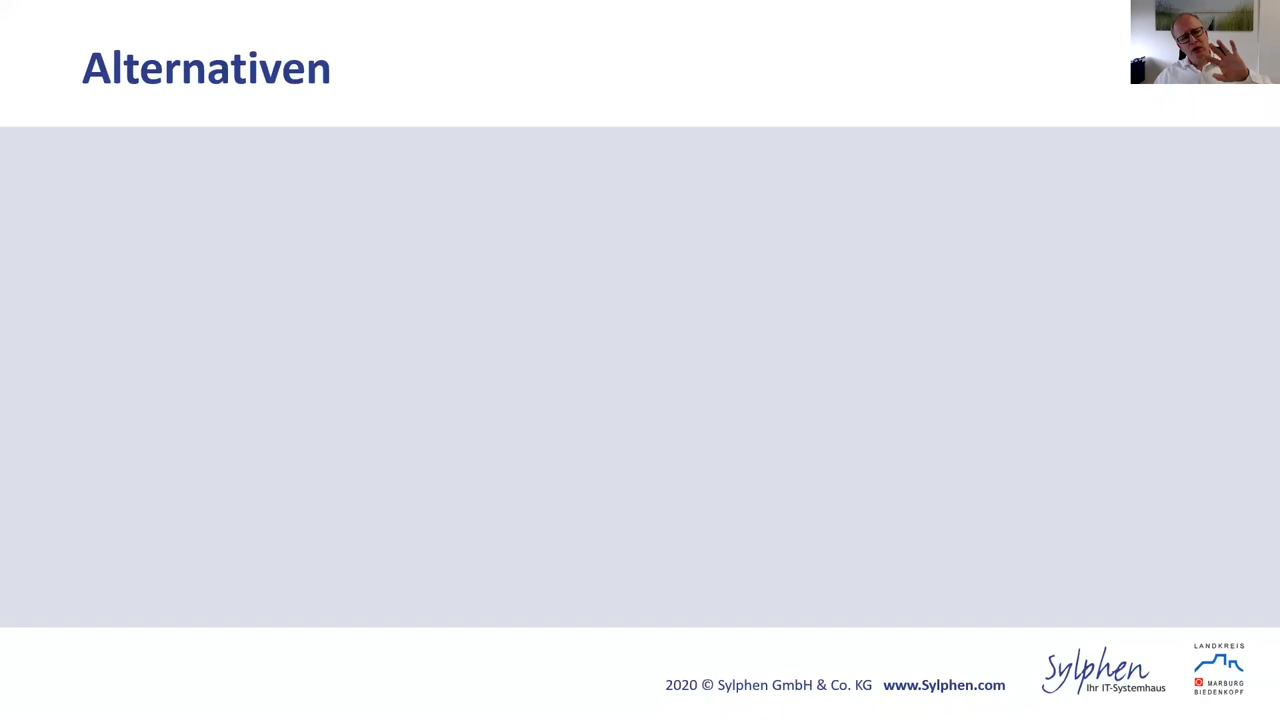 Alternativen
2020 © Sylphen GmbH & Co. KG www.Sylphen.com
Sylphen
Ihr IT-Systemhaus
LANDKREIS
MARBURG
BIEDENKOPF